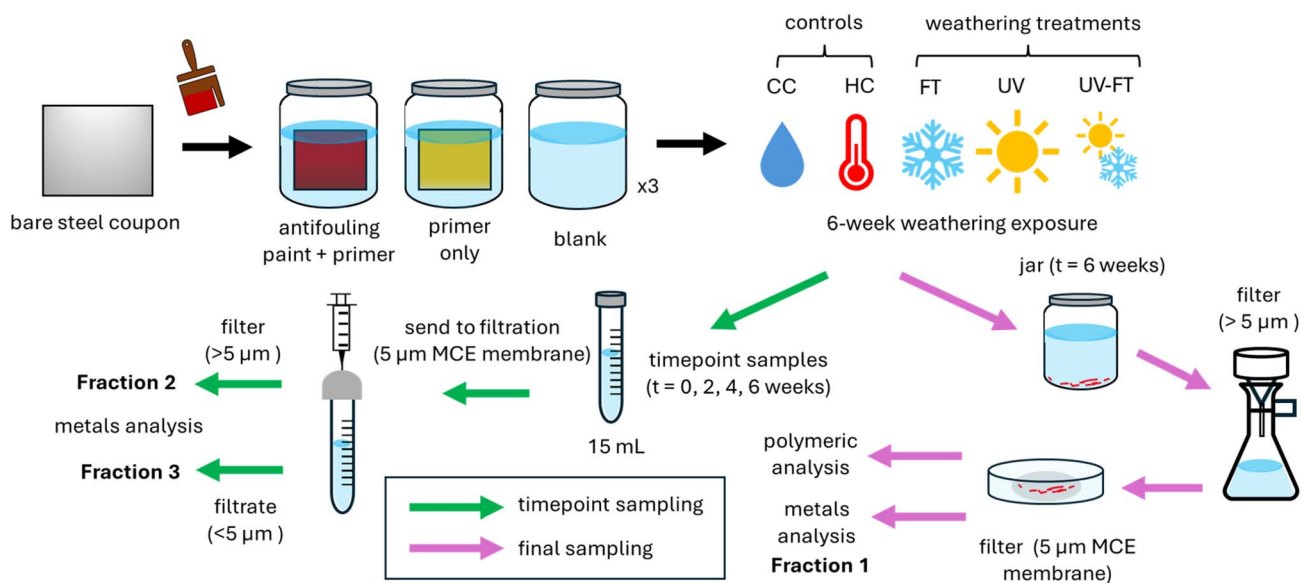 controls
weathering treatments
CC
HC
FT
UV
UV-FT
x3
bare steel coupon
antifouling
paint + primer
primer
only
blank
6-week weathering exposure
jar (t = 6 weeks)
filter
(> 5 µm )
filter
(>5 µm )
send to filtration
(5 µm MCE membrane)
timepoint samples
(t = 0, 2, 4, 6 weeks)
Fraction 2
metals analysis
Fraction 3
filtrate
(<5 µm )
15 mL
timepoint sampling
final sampling
polymeric
analysis
metals
analysis
Fraction 1
filter (5 µm MCE
membrane)